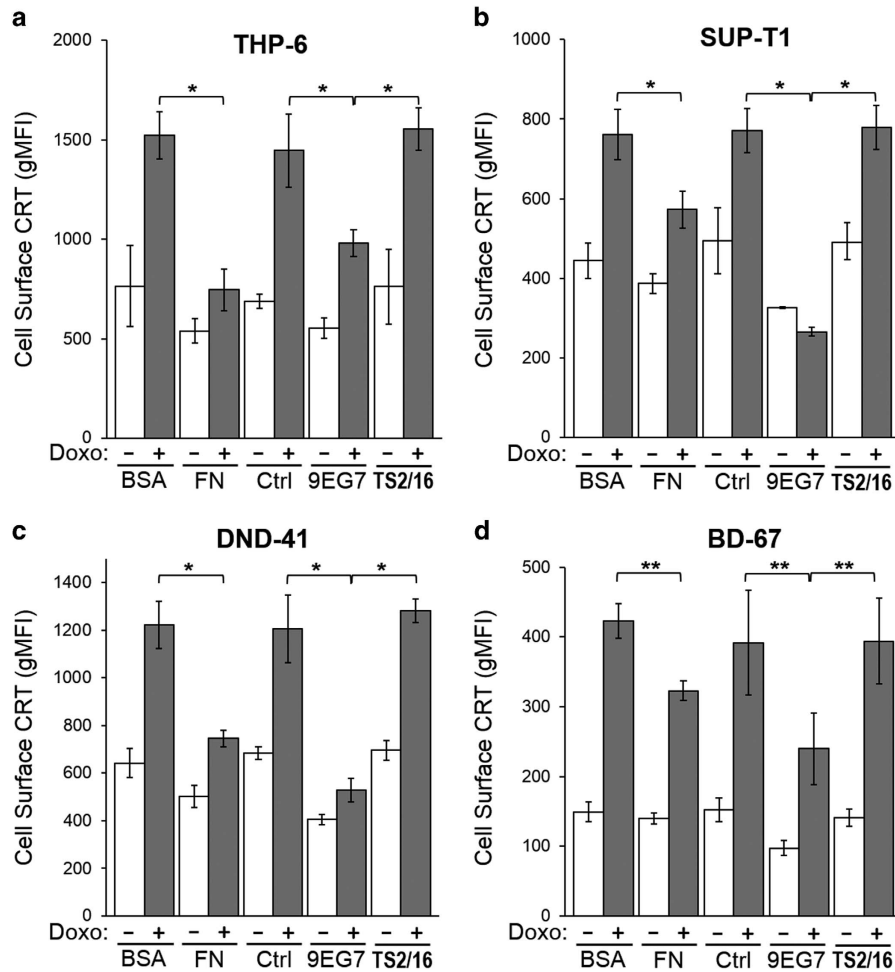 a
THP-6
Cell Surface CRT (gMFI)
2000
1500
1000
500
0
* * *
Doxo: – + – + – + – + – +
BSA FN Ctrl 9EG7 TS2/16
b
SUP-T1
Cell Surface CRT (gMFI)
1000
800
600
400
200
0
* * *
Doxo: – + – + – + – + – +
BSA FN Ctrl 9EG7 TS2/16
c
DND-41
Cell Surface CRT (gMFI)
1400
1200
1000
800
600
400
200
0
* * *
Doxo: – + – + – + – + – +
BSA FN Ctrl 9EG7 TS2/16
d
BD-67
Cell Surface CRT (gMFI)
500
400
300
200
100
0
** ** **
Doxo: – + – + – + – + – +
BSA FN Ctrl 9EG7 TS2/16